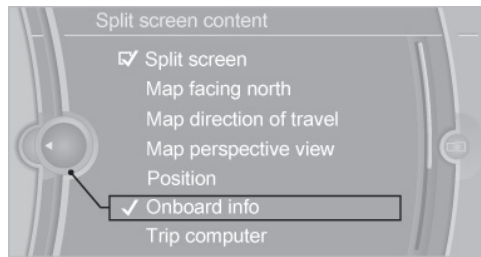 Split screen content
Split screen
Map facing north
Map direction of travel
Map perspective view
Position
Onboard info
Trip computer